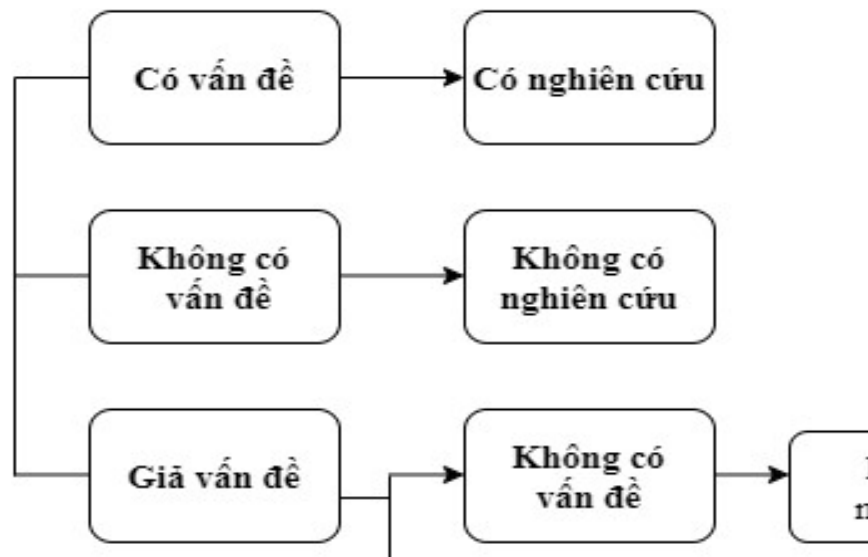 Có vấn đề
Có nghiên cứu
Không có
vấn đề
Không có
nghiên cứu
Giả vấn đề
Không có
vấn đề